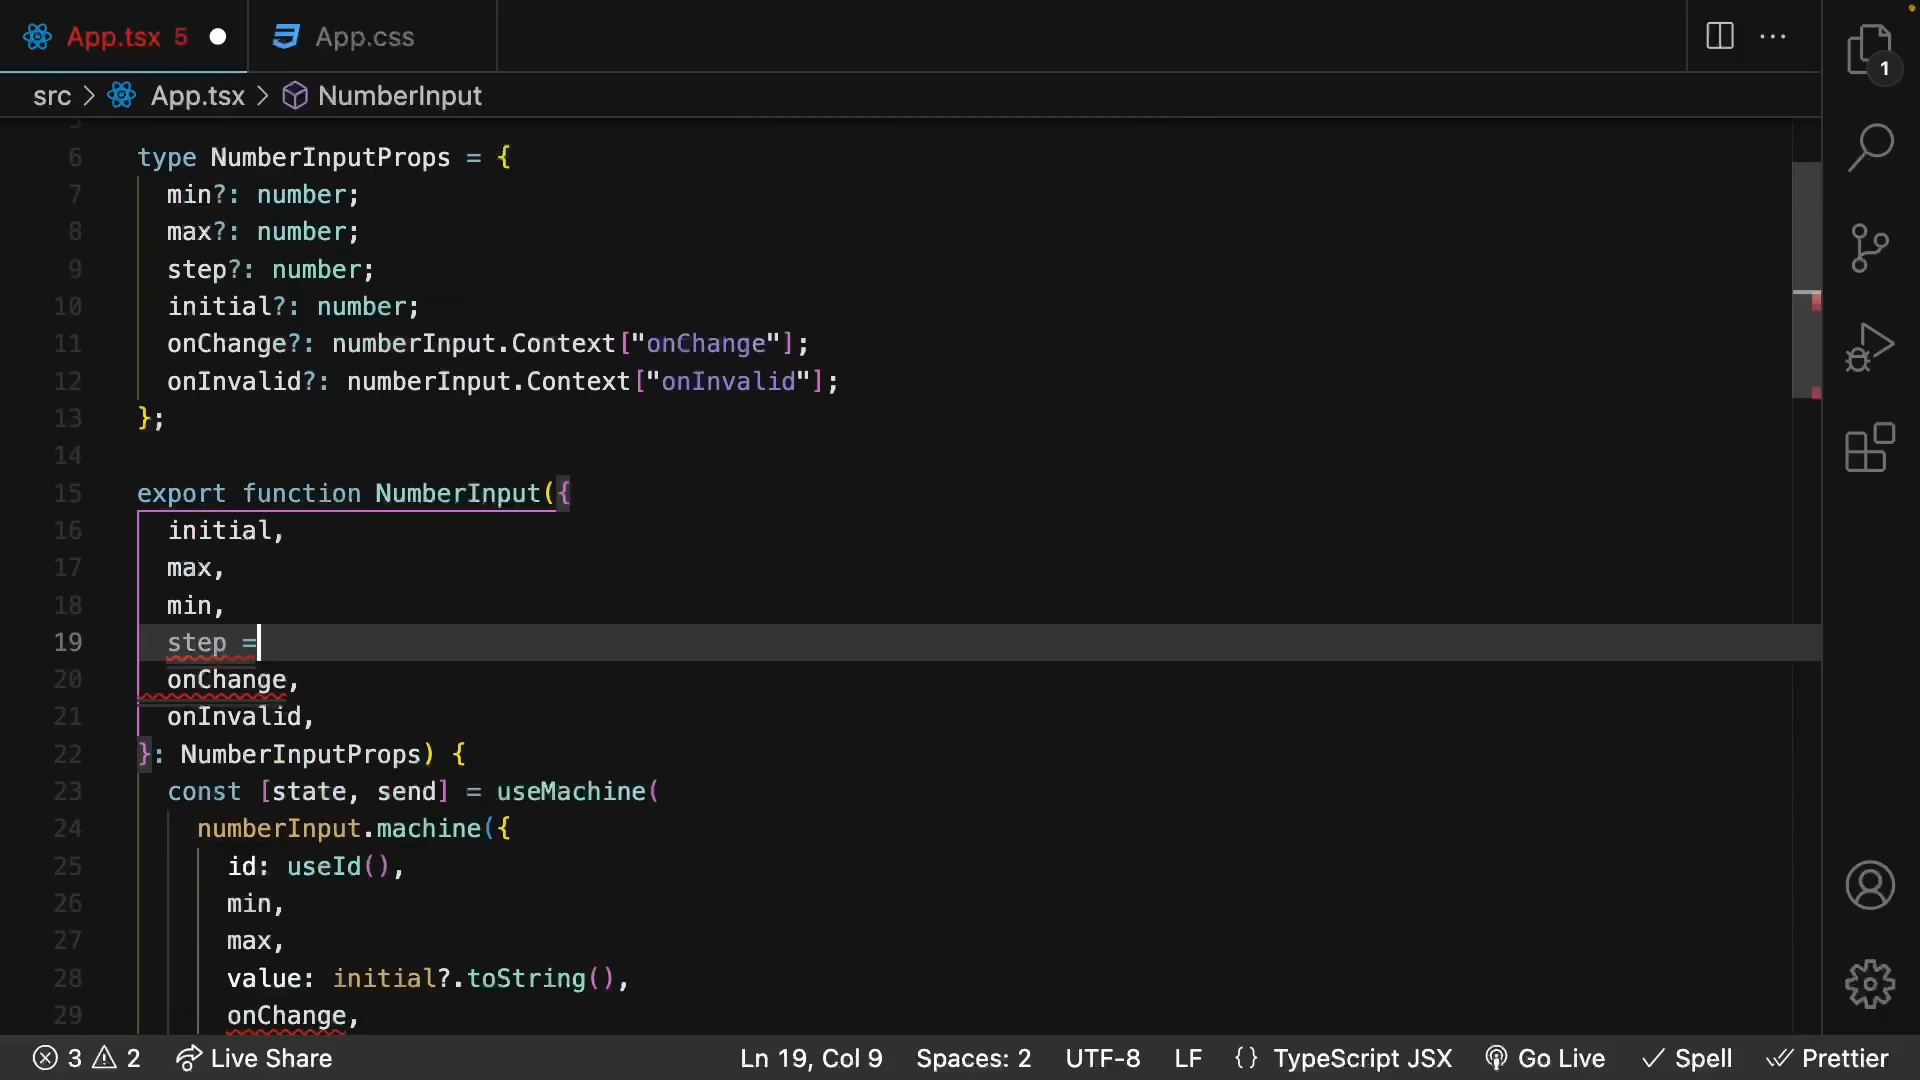 App.tsx 5
App.css
src > App.tsx > NumberInput
1
6 type NumberInputProps = {
7 min?: number;
8 max?: number;
9 step?: number;
10 initial?: number;
11 onChange?: numberInput.Context["onChange"];
12 onInvalid?: numberInput.Context["onInvalid"];
13 };
14
15 export function NumberInput({
16 initial,
17 max,
18 min,
19 step =
20 onChange,
21 onInvalid,
22 }: NumberInputProps) {
23 const [state, send] = useMachine(
24 numberInput.machine({
25 id: useId(),
26 min,
27 max,
28 value: initial?.toString(),
29 onChange,
3 2 Live Share Ln 19, Col 9 Spaces: 2 UTF-8 LF {} TypeScript JSX Go Live Spell Prettier